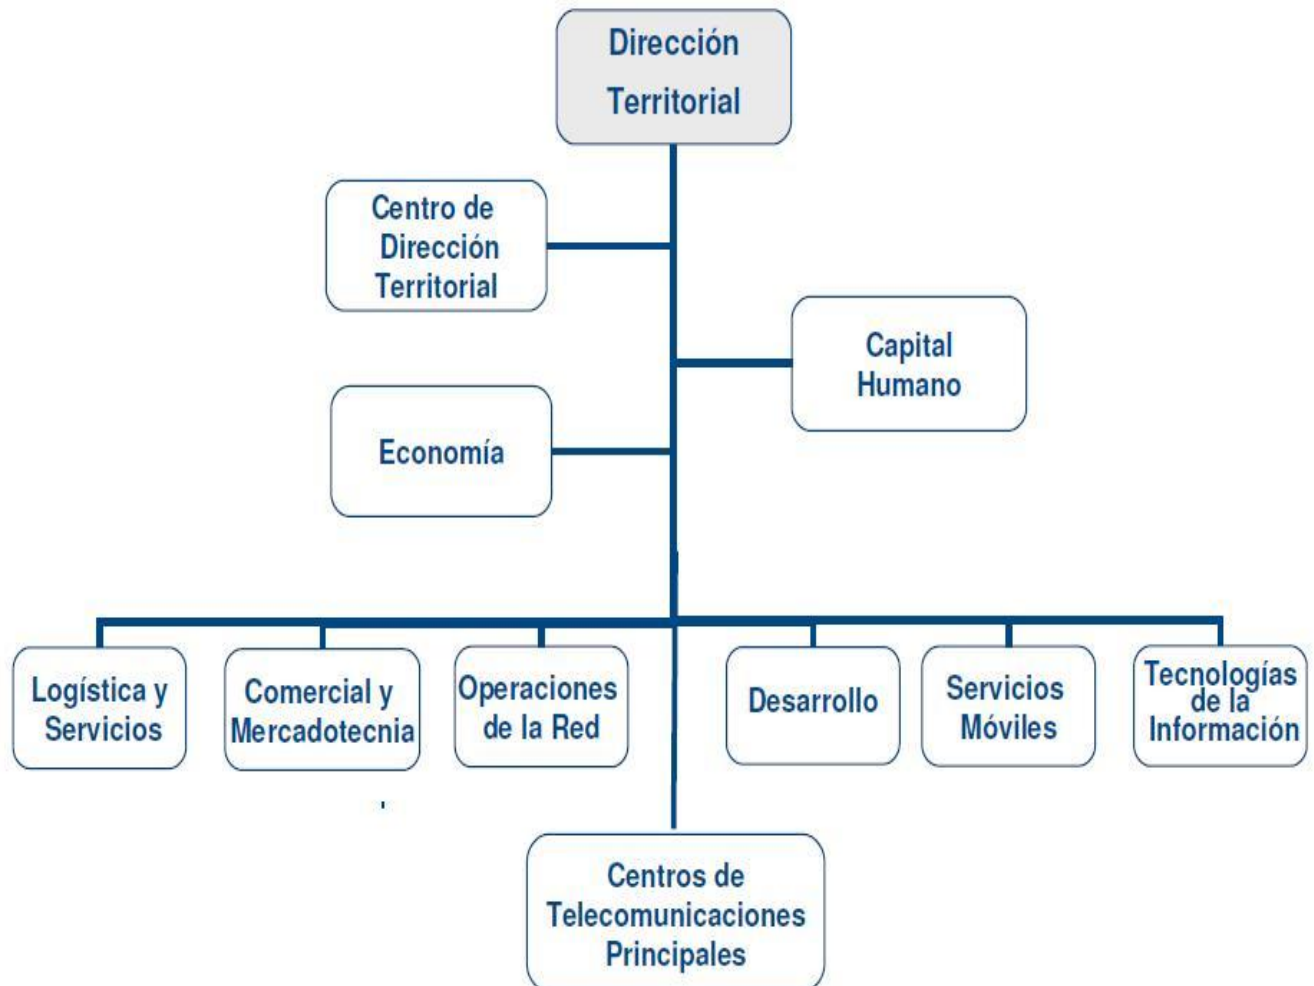 Dirección
Territorial
Centro de
Dirección
Territorial
Capital
Humano
Economía
Logística y
Servicios
Comercial y
Mercadotecnia
Operaciones
de la Red
Desarrollo
Servicios
Móviles
Tecnologías
de la
Información
Centros de
Telecomunicaciones
Principales